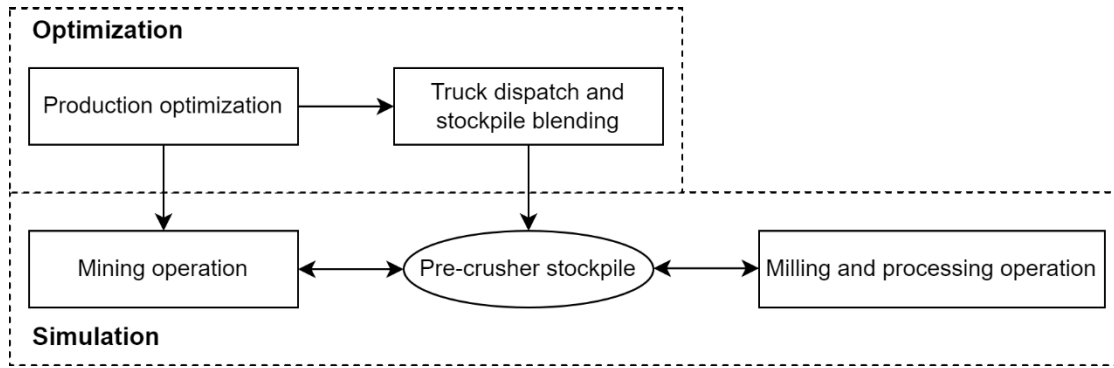 Optimization
Production optimization
Truck dispatch and
stockpile blending
Mining operation
Pre-crusher stockpile
Milling and processing operation
Simulation